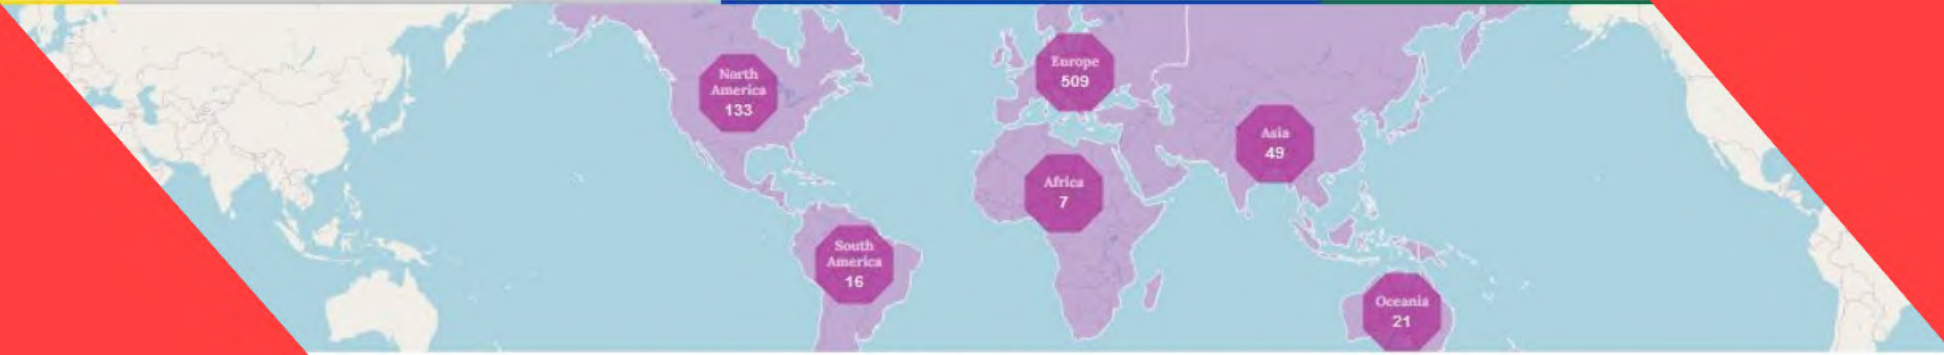 North
America
133
Europe
509
Asia
49
Africa
7
South
America
16
Oceania
21